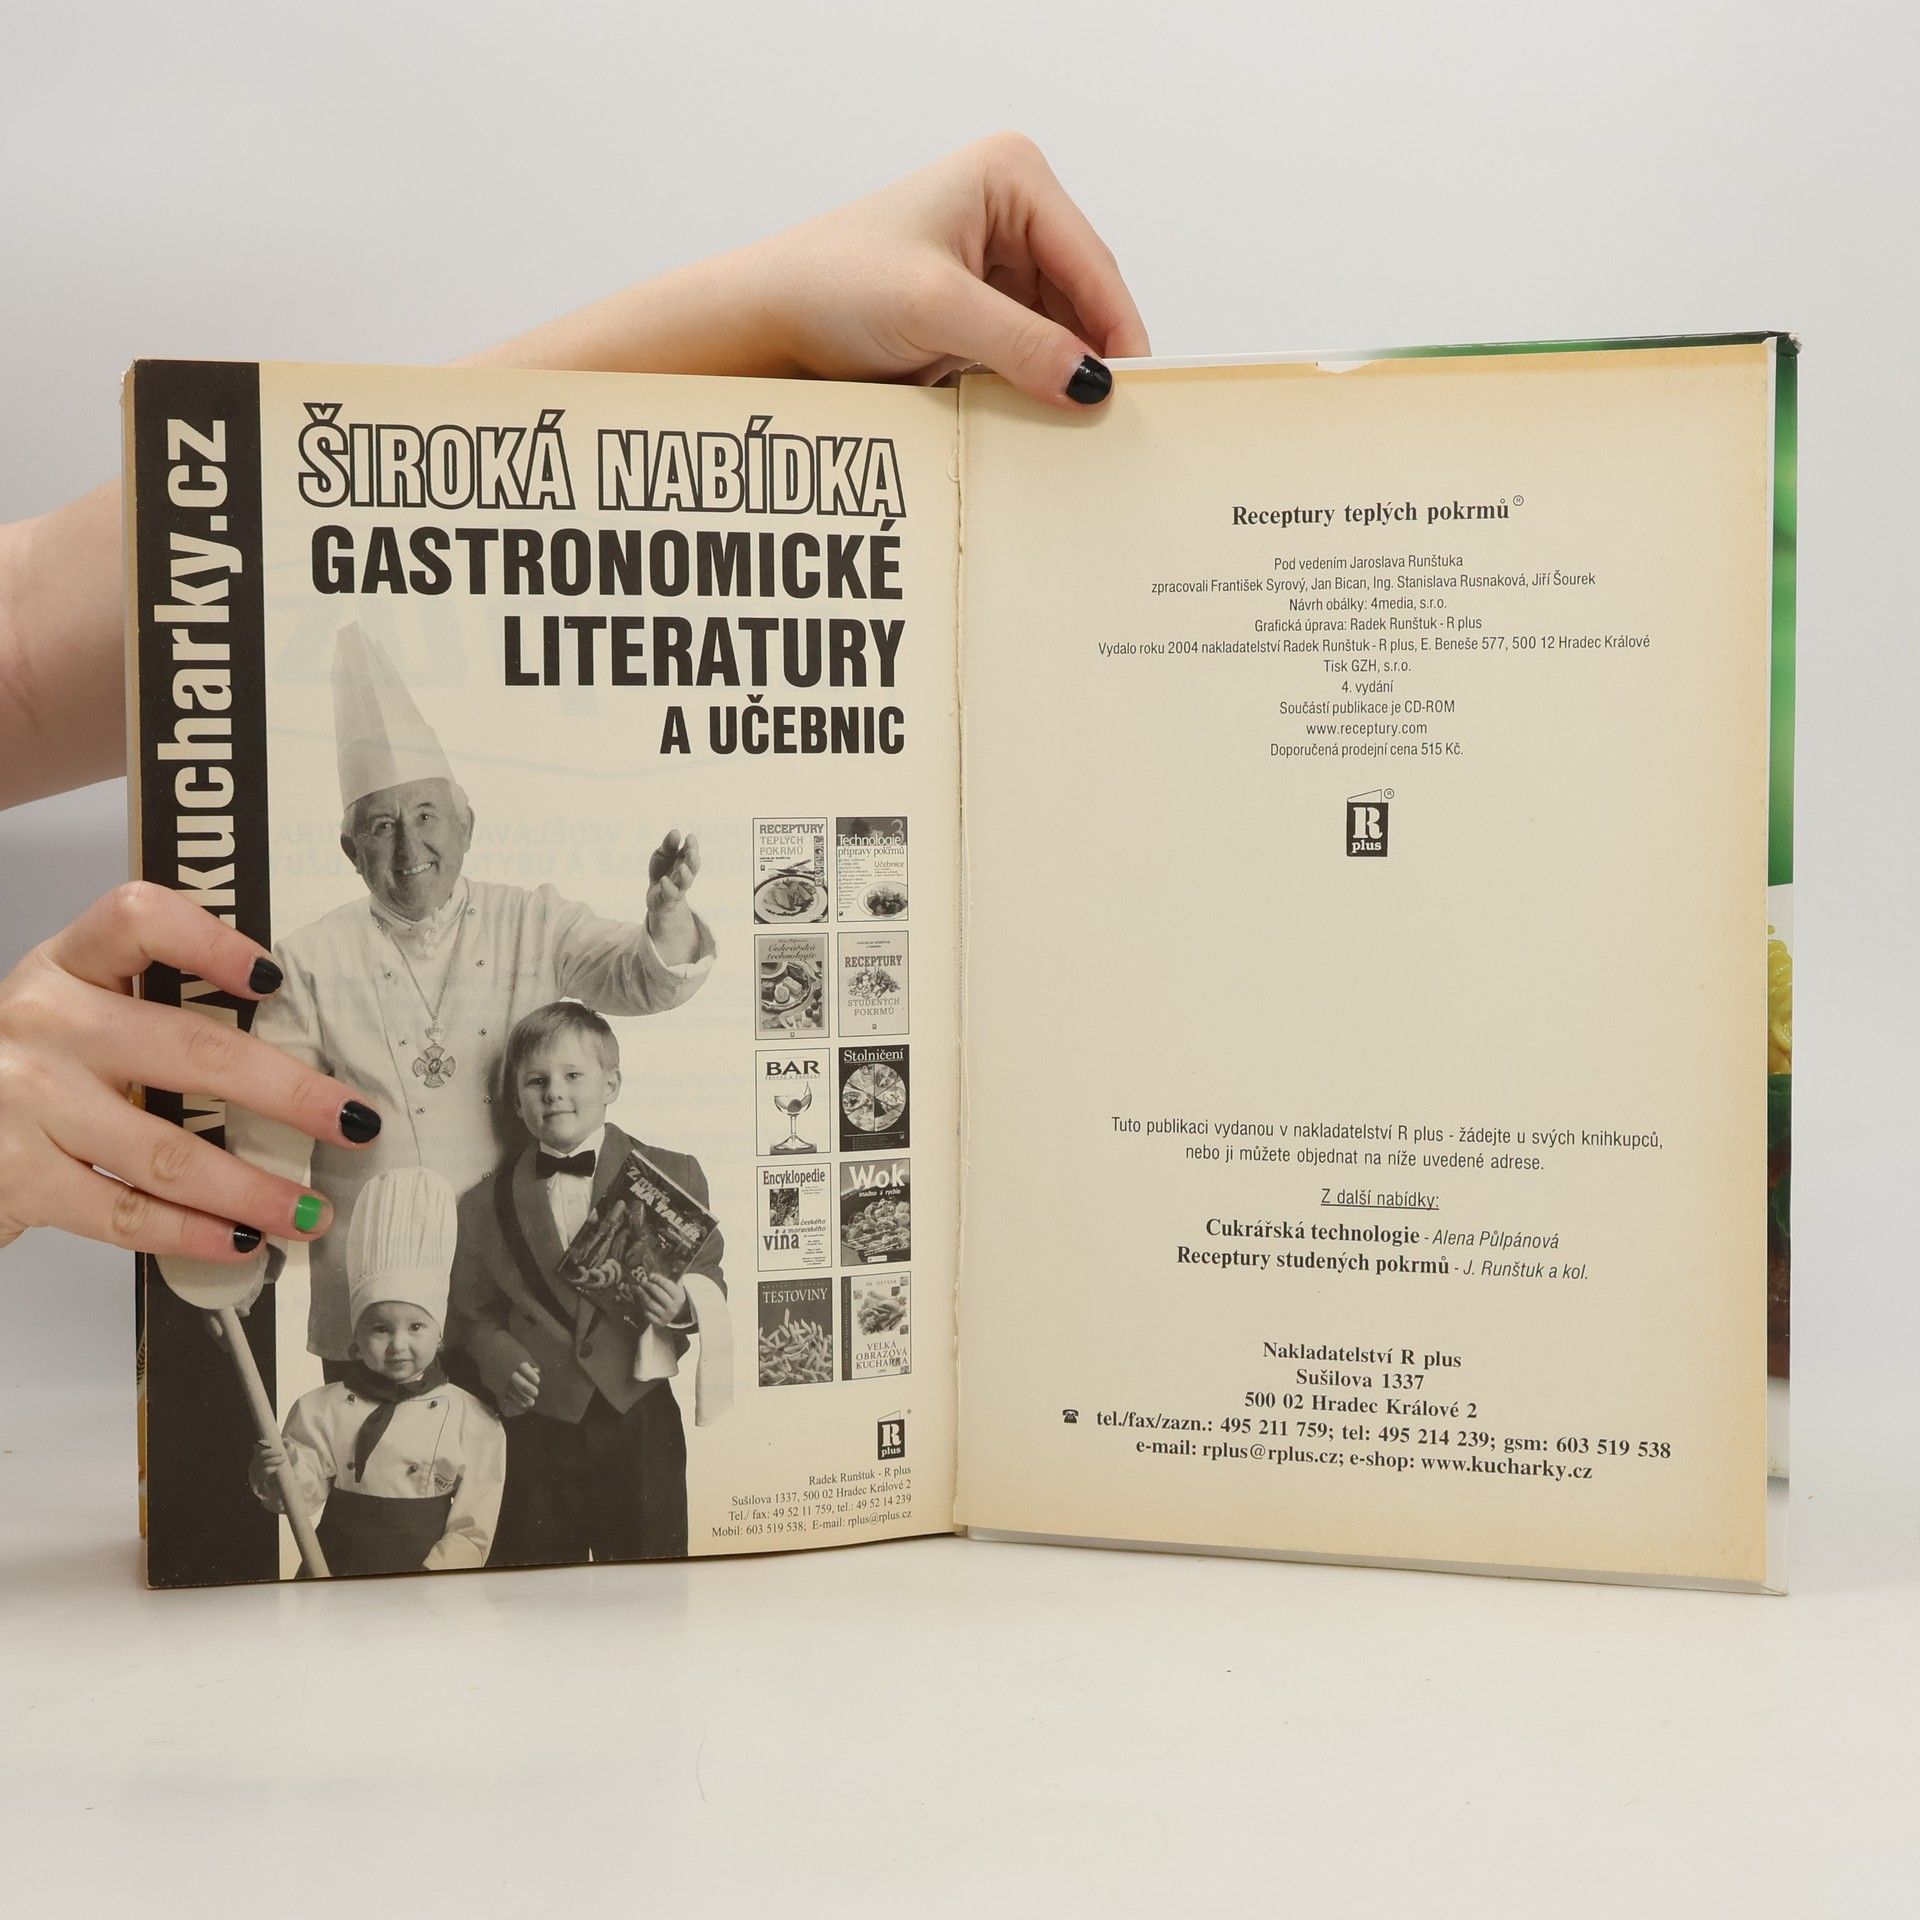 www.kucharky.cz
ŠIROKÁ NABÍDKA
GASTRONOMICKÉ
LITERATURY
A UČEBNIC
RECEPTURY
TEPLÝCH
POKRMŮ
Technologie 3
přípravy pokrmů
Učebnice
Cukrářská
technologie
RECEPTURY
STUDENÝCH
POKRMŮ
BAR
Stolničení
Encyklopedie
českého
a moravského
vína
Wok
snadno a rychle
TESTOVINY
VELKÁ
OBRAZOVÁ
KUCHAŘKA
R
plus
®
Radek Runštuk - R plus
Sušilova 1337, 500 02 Hradec Králové 2
Tel./ fax: 49 52 11 759, tel.: 49 52 14 239
Mobil: 603 519 538; E-mail: rplus@rplus.cz
Receptury teplých pokrmů®
Pod vedením Jaroslava Runštuka
zpracovali František Syrový, Jan Bican, Ing. Stanislava Rusnaková, Jiří Šourek
Návrh obálky: 4media, s.r.o.
Grafická úprava: Radek Runštuk - R plus
Vydalo roku 2004 nakladatelství Radek Runštuk - R plus, E. Beneše 577, 500 12 Hradec Králové
Tisk GZH, s.r.o.
4. vydání
Součástí publikace je CD-ROM
www.receptury.com
Doporučená prodejní cena 515 Kč.
R ®
plus
Tuto publikaci vydanou v nakladatelství R plus - žádejte u svých knihkupců,
nebo ji můžete objednat na níže uvedené adrese.
Z další nabídky:
Cukrářská technologie - Alena Půlpánová
Receptury studených pokrmů - J. Runštuk a kol.
Nakladatelství R plus
Sušilova 1337
500 02 Hradec Králové 2
☎ tel./fax/zazn.: 495 211 759; tel: 495 214 239; gsm: 603 519 538
e-mail: rplus@rplus.cz; e-shop: www.kucharky.cz